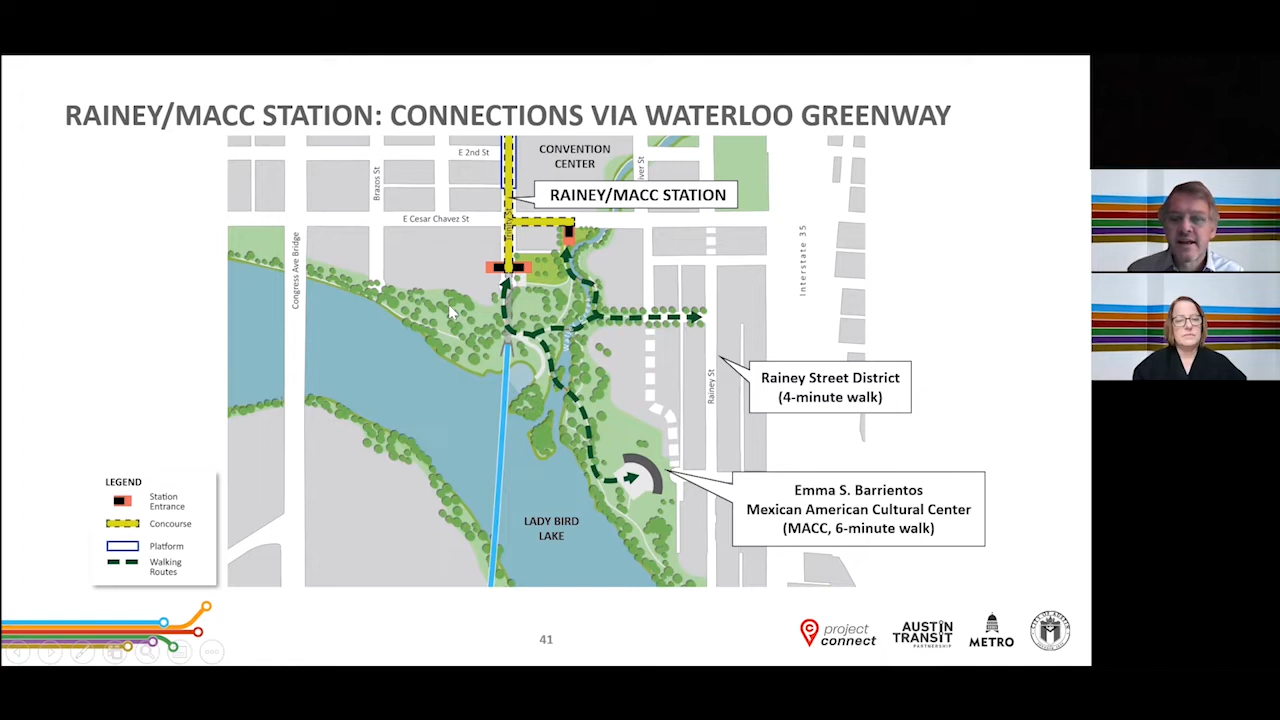 RAINEY/MACC STATION: CONNECTIONS VIA WATERLOO GREENWAY
E 2nd St
CONVENTION
CENTER
Brazos St
RAINEY/MACC STATION
E Cesar Chavez St
Congress Ave Bridge
Interstate 35
Rainey St
Rainey Street District
(4-minute walk)
Emma S. Barrientos
Mexican American Cultural Center
(MACC, 6-minute walk)
LADY BIRD
LAKE
LEGEND
Station
Entrance
Concourse
Platform
Walking
Routes
41
project
connect
AUSTIN
TRANSIT
PARTNERSHIP
METRO